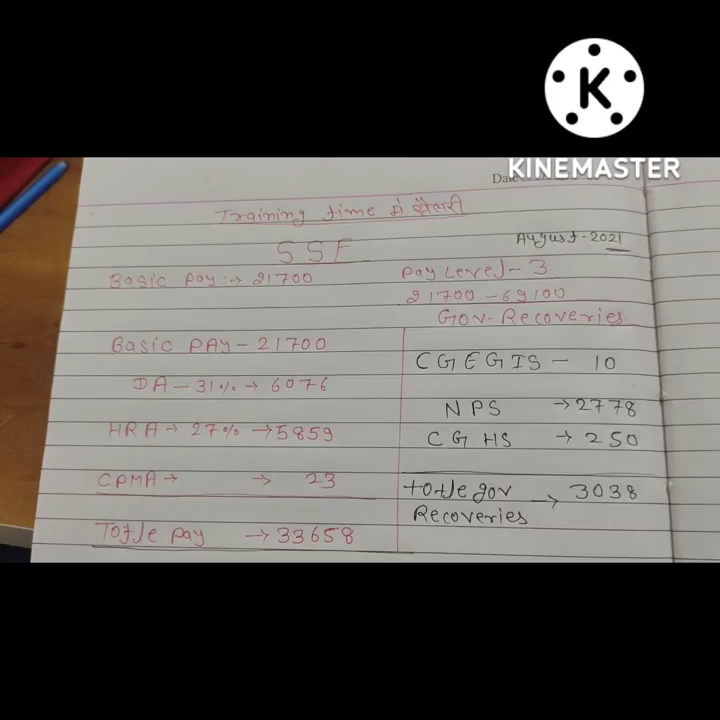 K
KINEMASTER
Date
Training time में सैलरी
SSF
August-2021
Basic Pay:→ 21700
Pay Level- 3
21700 - 69100
Gov. Recoveries.
Basic PAY - 21700
CGEGIS - 10
DA - 31% → 6076
NPS → 2778
HRA → 27% → 5859
CGHS → 250
CPMA → → 23
totle gov Recoveries → 3038
Totle Pay → 33658